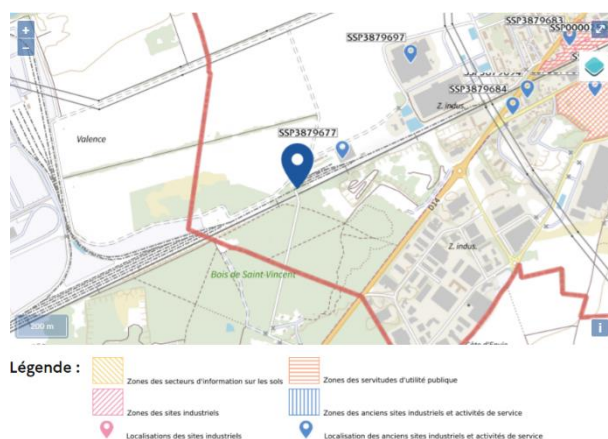 +
−
SSP3879697
SSP3879683
Valence
SSP3879684
Z. indus.
SSP3879677
D14
Z. indus.
Bois de Saint-Vincent
200 m
i
Légende :
Zones des secteurs d'information sur les sols
Zones des servitudes d'utilité publique
Zones des sites industriels
Zones des anciens sites industriels et activités de service
Localisations des sites industriels
Localisation des anciens sites industriels et activités de service